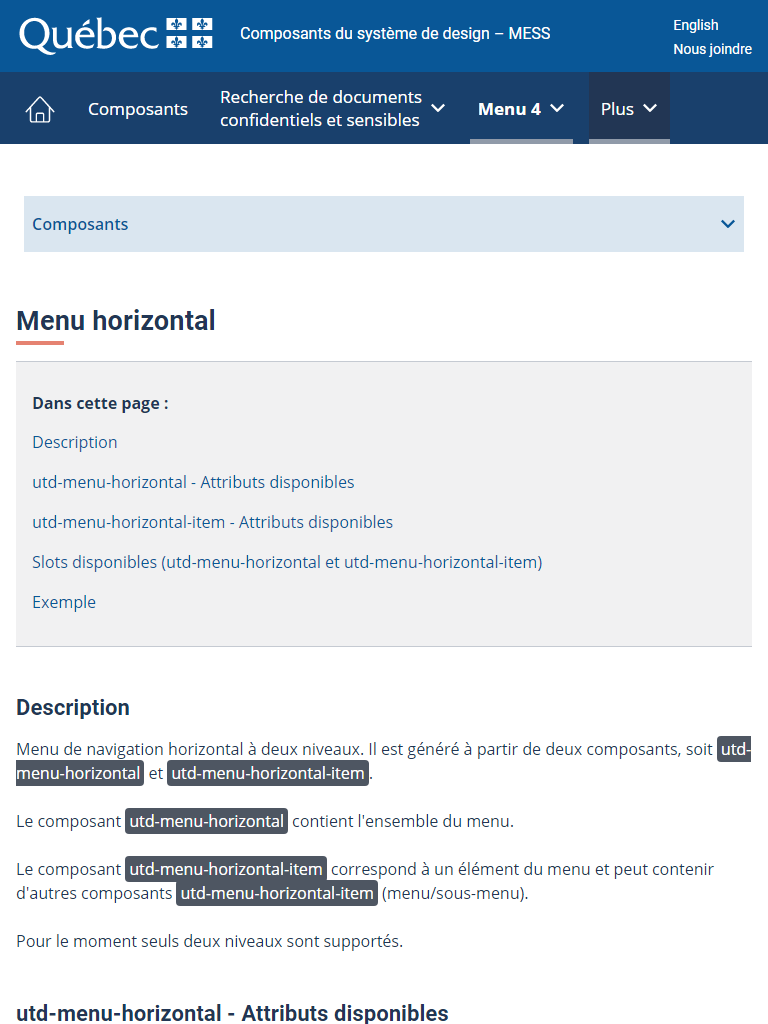 Québec
Composants du système de design – MESS
English
Nous joindre
Composants
Recherche de documents
confidentiels et sensibles
Menu 4
Plus
Composants
Menu horizontal
Dans cette page :
Description
utd-menu-horizontal - Attributs disponibles
utd-menu-horizontal-item - Attributs disponibles
Slots disponibles (utd-menu-horizontal et utd-menu-horizontal-item)
Exemple
Description
Menu de navigation horizontal à deux niveaux. Il est généré à partir de deux composants, soit utd-
menu-horizontal et utd-menu-horizontal-item.
Le composant utd-menu-horizontal contient l'ensemble du menu.
Le composant utd-menu-horizontal-item correspond à un élément du menu et peut contenir
d'autres composants utd-menu-horizontal-item (menu/sous-menu).
Pour le moment seuls deux niveaux sont supportés.
utd-menu-horizontal - Attributs disponibles